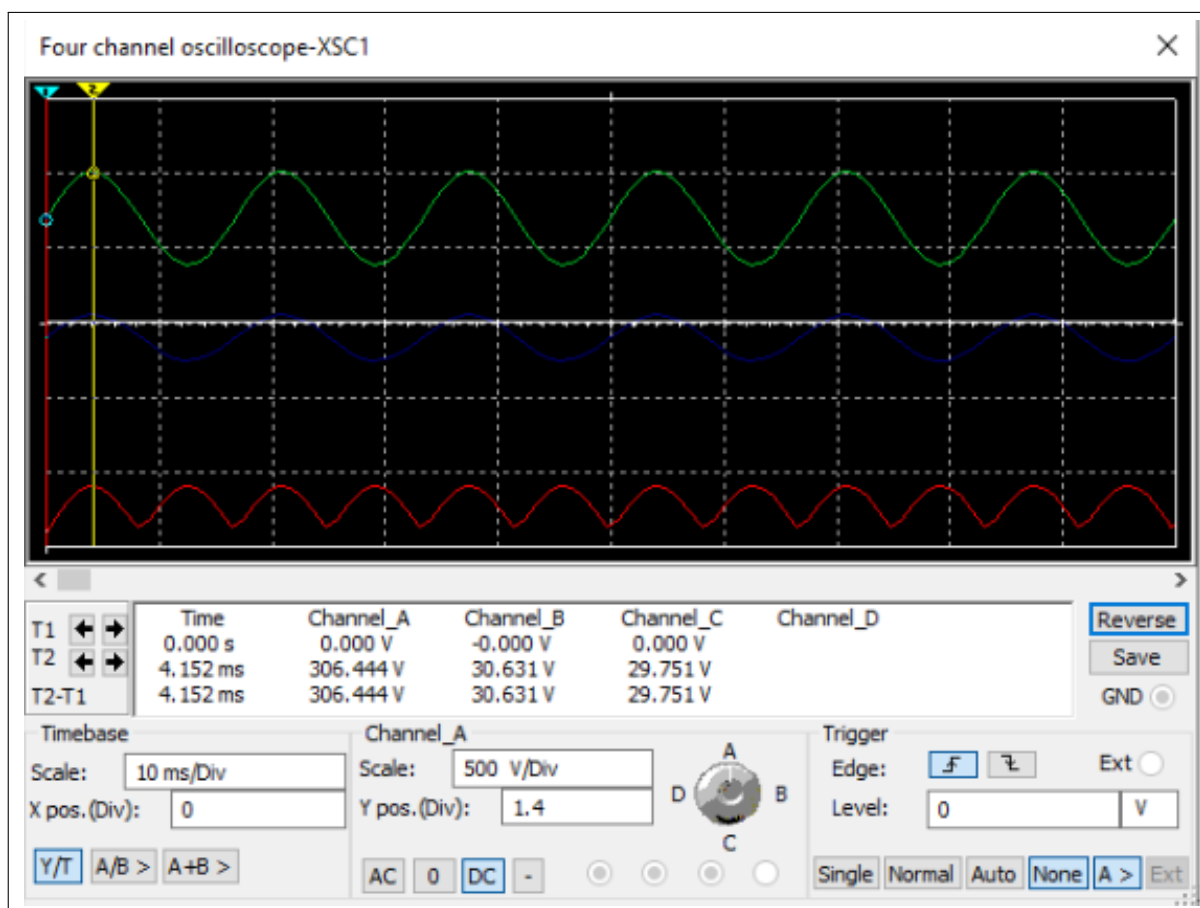 Four channel oscilloscope-XSC1
1 2
Time Channel_A Channel_B Channel_C Channel_D
T1 0.000 s 0.000 V -0.000 V 0.000 V
T2 4.152 ms 306.444 V 30.631 V 29.751 V
T2-T1 4.152 ms 306.444 V 30.631 V 29.751 V
Reverse
Save
GND
Timebase
Scale: 10 ms/Div
X pos.(Div): 0
Y/T A/B > A+B >
Channel_A
Scale: 500 V/Div
Y pos.(Div): 1.4
AC 0 DC -
A
D B
C
Trigger
Edge: Ext
Level: 0 V
Single Normal Auto None A > Ext